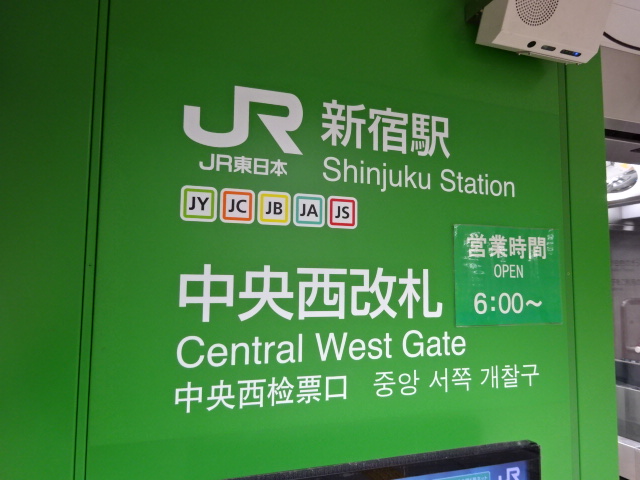 JR 新宿駅
JR東日本 Shinjuku Station
JY JC JB JA JS
営業時間
OPEN
6:00～
中央西改札
Central West Gate
中央西检票口 중앙 서쪽 개찰구
JR